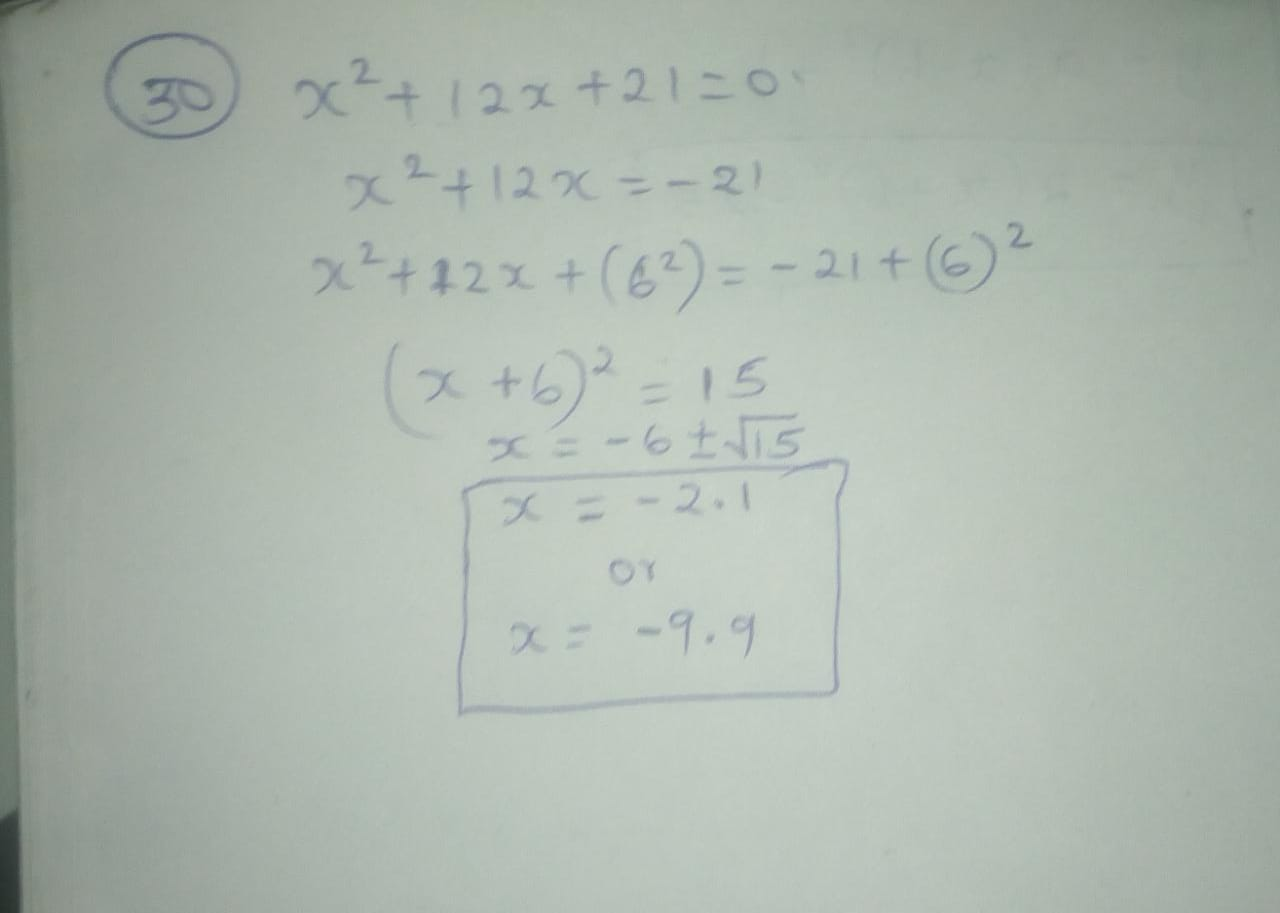 30 x² + 12x + 21 = 0
x² + 12x = -21
x² + 12x + (6²) = -21 + (6)²
(x + 6)² = 15
x = -6 ± √15
x = -2.1
or
x = -9.9